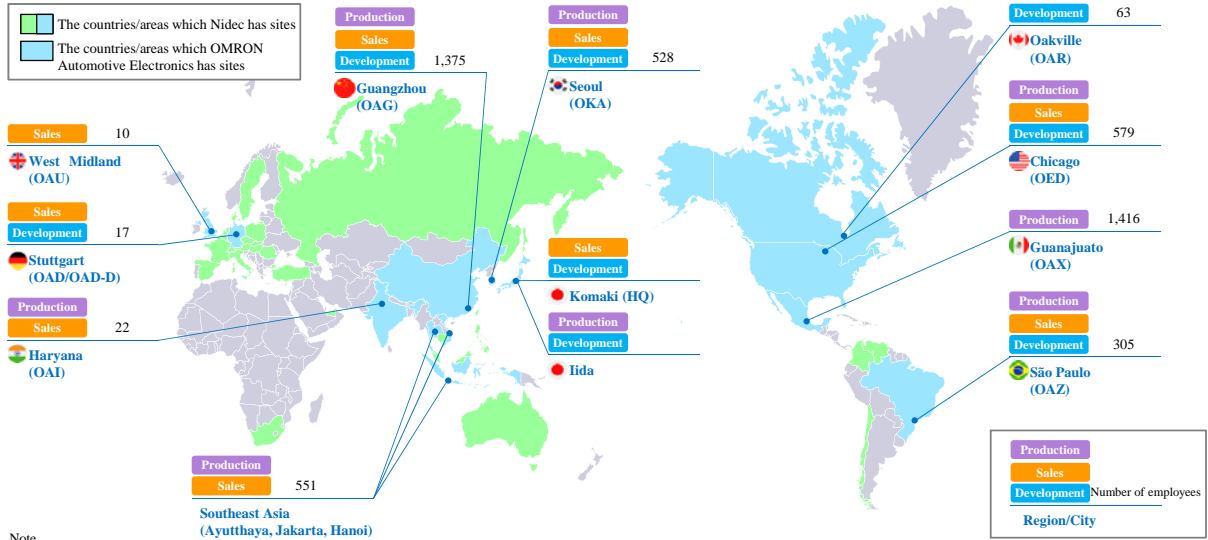 The countries/areas which Nidec has sites
The countries/areas which OMRON
Automotive Electronics has sites
Production
Sales
Development 1,375
Guangzhou
(OAG)
Production
Sales
Development 528
Seoul
(OKA)
Development 63
Oakville
(OAR)
Production
Sales
Development 579
Chicago
(OED)
Sales 10
West Midland
(OAU)
Sales
Development 17
Stuttgart
(OAD/OAD-D)
Production
Sales 22
Haryana
(OAI)
Sales
Development
Komaki (HQ)
Production
Development
Iida
Production 1,416
Guanajuato
(OAX)
Production
Sales
Development 305
São Paulo
(OAZ)
Production
Sales 551
Southeast Asia
(Ayutthaya, Jakarta, Hanoi)
Production
Sales
Development Number of employees
Region/City
Note